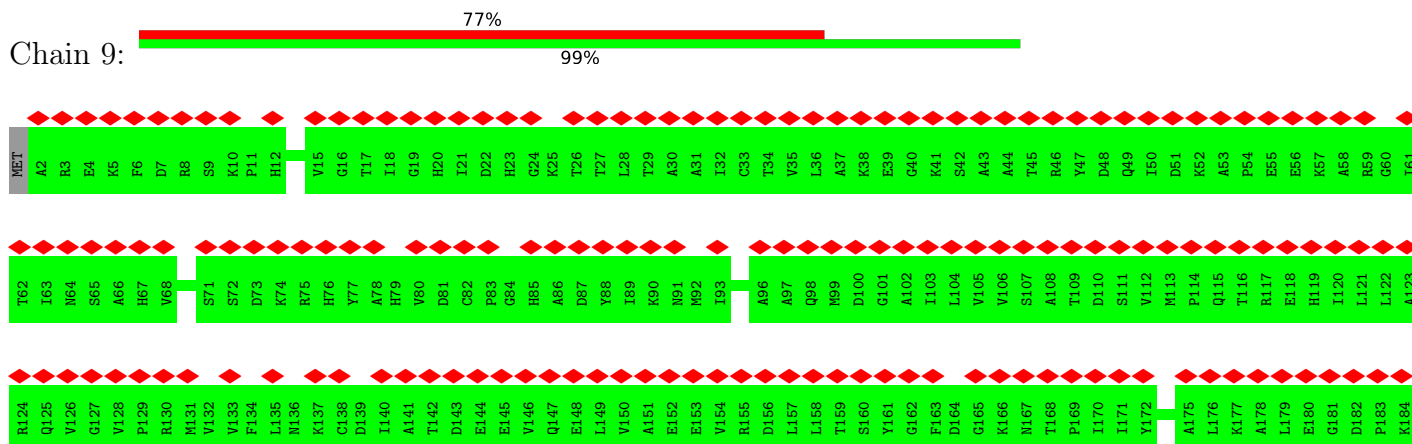 77%
Chain 9:
99%
MET A2 R3 E4 K5 F6 D7 R8 S9 K10 P11 H12 V15 G16 T17 I18 G19 H20 I21 D22 H23 G24 K25 T26 T27 L28 T29 A30 A31 I32 C33 T34 V35 L36 A37 K38 E39 G40 K41 S42 A43 A44 T45 R46 Y47 D48 Q49 I50 D51 K52 A53 P54 E55 E56 K57 A58 R59 G60 I61
T62 I63 N64 S65 A66 H67 V68 S71 S72 D73 K74 R75 H76 Y77 A78 H79 V80 D81 C82 P83 G84 H85 A86 D87 Y88 I89 K90 N91 M92 I93 A96 A97 Q98 M99 D100 G101 A102 I103 L104 V105 V106 S107 A108 T109 D110 S111 V112 M113 P114 Q115 T116 R117 E118 H119 I120 L121 L122 A123
R124 Q125 V126 G127 V128 P129 R130 M131 V132 V133 F134 L135 N136 K137 C138 D139 I140 A141 T142 D143 E144 E145 V146 Q147 E148 L149 V150 A151 E152 E153 V154 R155 D156 L157 L158 T159 S160 Y161 G162 F163 D164 G165 K166 N167 T168 P169 I170 I171 Y172 A175 L176 K177 A178 L179 E180 G181 D182 P183 K184